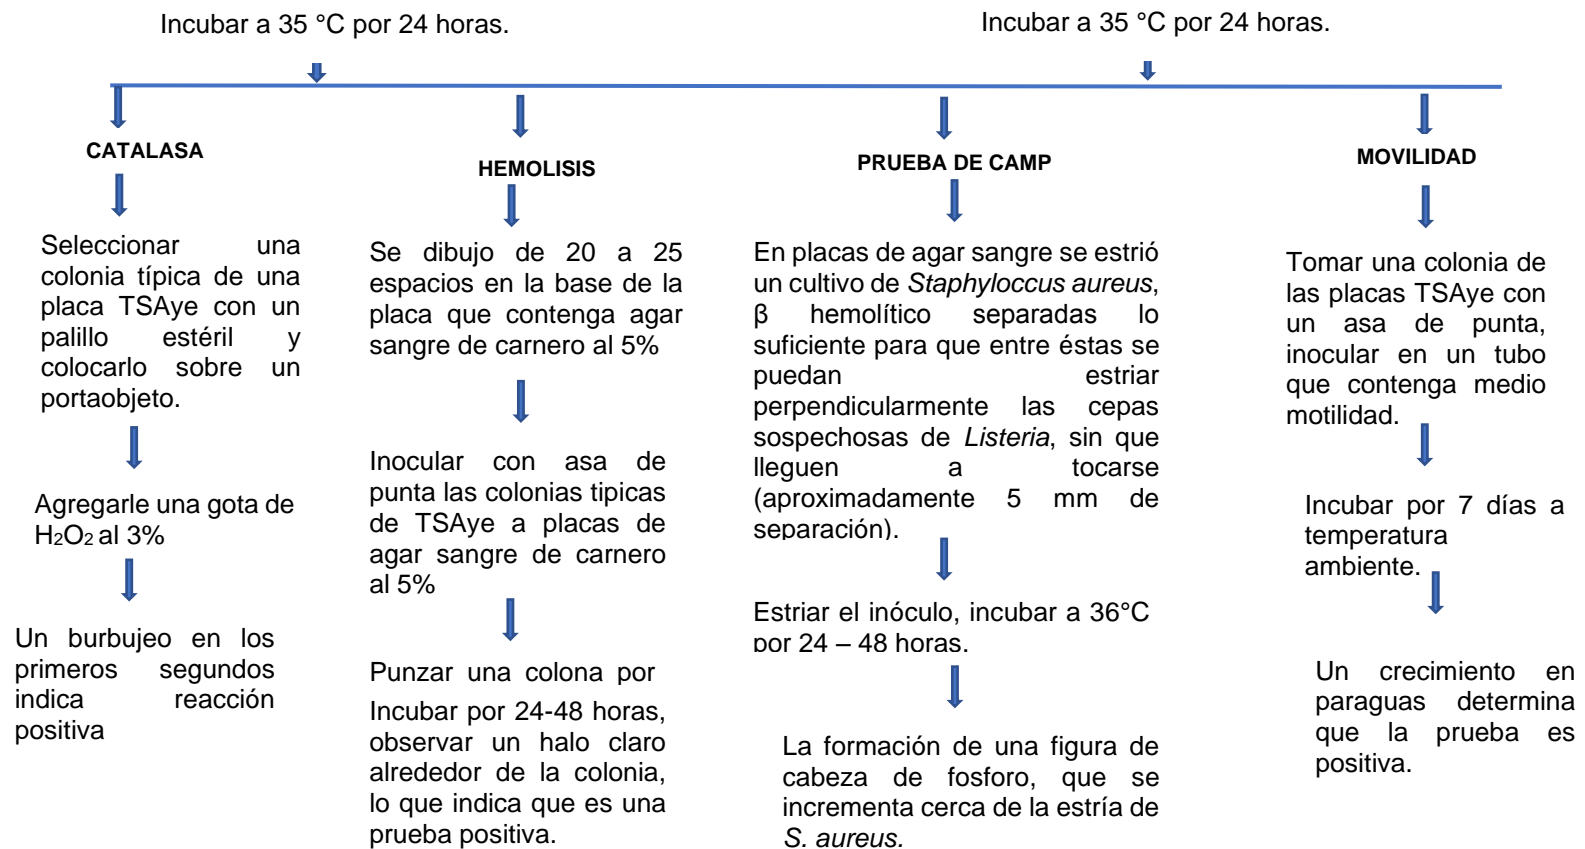 Incubar a 35 °C por 24 horas.
Incubar a 35 °C por 24 horas.
CATALASA
Seleccionar una
colonia típica de una
placa TSAye con un
palillo estéril y
colocarlo sobre un
portaobjeto.
Agregarle una gota de
H2O2 al 3%
Un burbujeo en los
primeros segundos
indica reacción
positiva
HEMOLISIS
Se dibujo de 20 a 25
espacios en la base de la
placa que contenga agar
sangre de carnero al 5%
Inocular con asa de
punta las colonias tipicas
de TSAye a placas de
agar sangre de carnero
al 5%
Punzar una colona por
Incubar por 24-48 horas,
observar un halo claro
alrededor de la colonia,
lo que indica que es una
prueba positiva.
PRUEBA DE CAMP
En placas de agar sangre se estrió
un cultivo de Staphyloccus aureus,
β hemolítico separadas lo
suficiente para que entre éstas se
puedan estriar
perpendicularmente las cepas
sospechosas de Listeria, sin que
lleguen a tocarse
(aproximadamente 5 mm de
separación).
Estriar el inóculo, incubar a 36°C
por 24 – 48 horas.
La formación de una figura de
cabeza de fosforo, que se
incrementa cerca de la estría de
S. aureus.
MOVILIDAD
Tomar una colonia de
las placas TSAye con
un asa de punta,
inocular en un tubo
que contenga medio
motilidad.
Incubar por 7 días a
temperatura
ambiente.
Un crecimiento en
paraguas determina
que la prueba es
positiva.